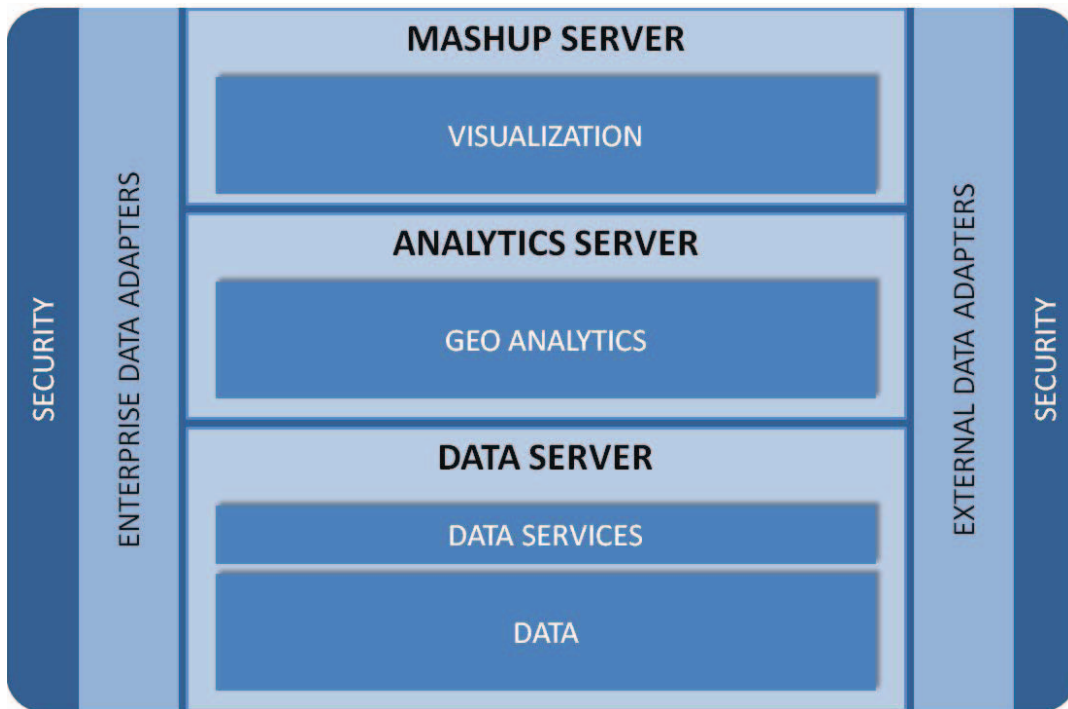 SECURITY
ENTERPRISE DATA ADAPTERS
MASHUP SERVER
VISUALIZATION
ANALYTICS SERVER
GEO ANALYTICS
DATA SERVER
DATA SERVICES
DATA
EXTERNAL DATA ADAPTERS
SECURITY